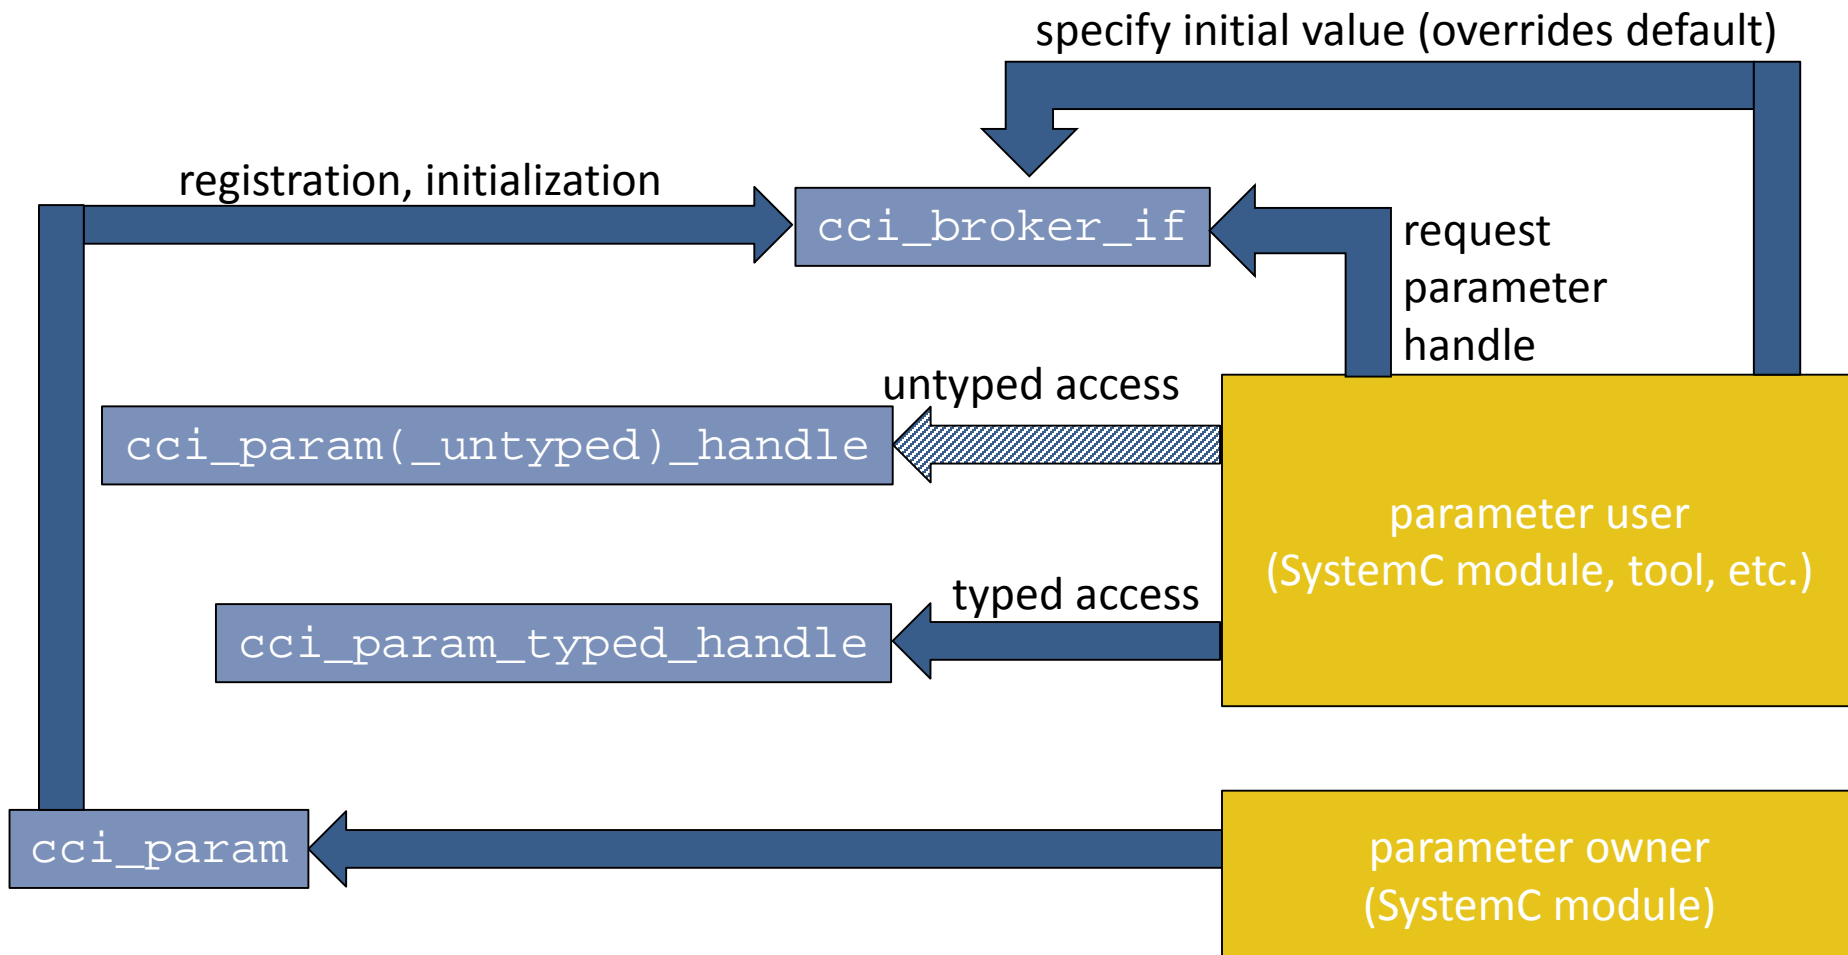 specify initial value (overrides default)
registration, initialization
cci_broker_if
request
parameter
handle
untyped access
cci_param(_untyped)_handle
parameter user
(SystemC module, tool, etc.)
typed access
cci_param_typed_handle
cci_param
parameter owner
(SystemC module)